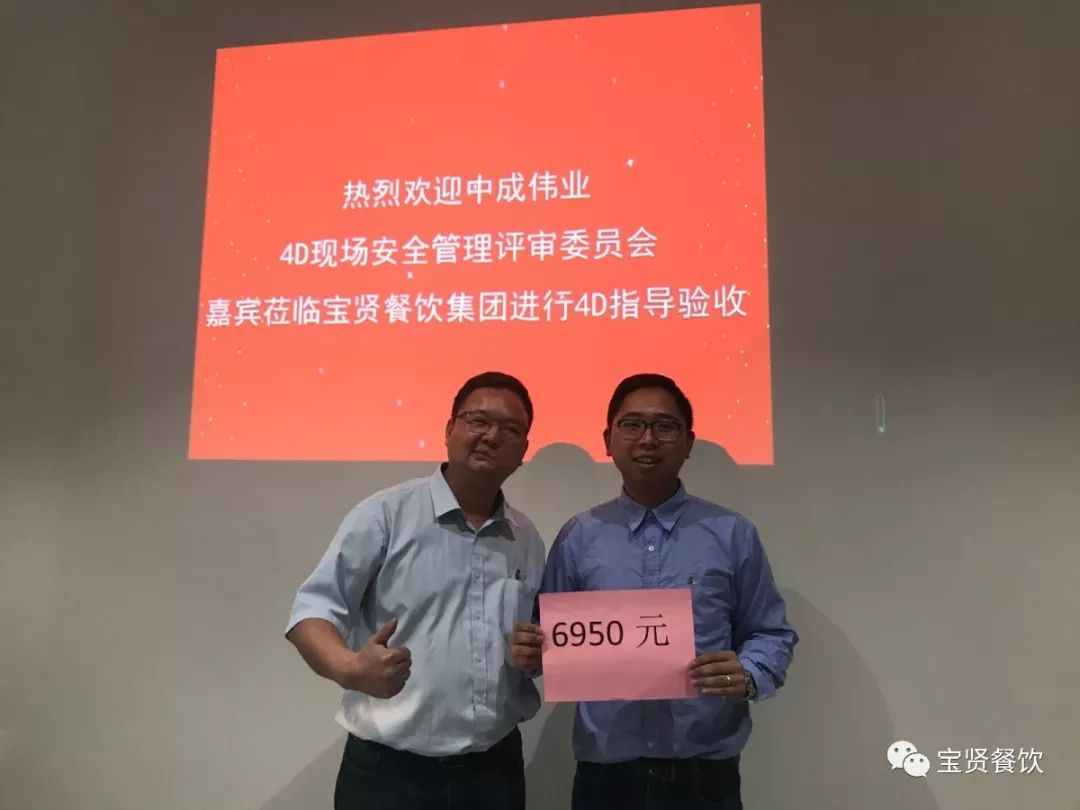 热烈欢迎中成伟业
4D现场安全管理评审委员会
嘉宾莅临宝贤餐饮集团进行4D指导验收
6950 元
宝贤餐饮